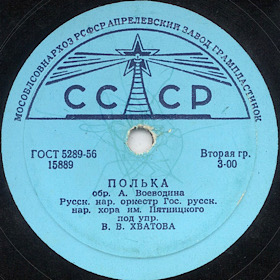 МОСОБЛСОВНАРХОЗ РСФСР АПРЕЛЕВСКИЙ ЗАВОД ГРАМПЛАСТИНОК
СССР
ГОСТ 5289-56
15889
Вторая гр.
3-00
ПОЛЬКА
обр. А. Воеводина
Русск. нар. оркестр Гос. русск.
нар. хора им. Пятницкого
под упр.
В. В. ХВАТОВА